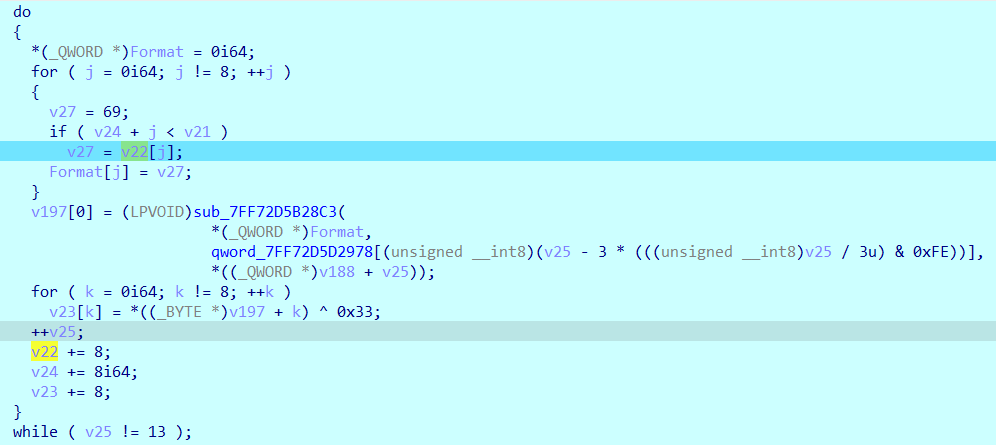 do
{
*(_QWORD *)Format = 0i64;
for ( j = 0i64; j != 8; ++j )
{
v27 = 69;
if ( v24 + j < v21 )
v27 = v22[j];
Format[j] = v27;
}
v197[0] = (LPVOID)sub_7FF72D5B28C3(
*(_QWORD *)Format,
qword_7FF72D5D2978[(unsigned __int8)(v25 - 3 * (((unsigned __int8)v25 / 3u) & 0xFE))],
*((_QWORD *)v188 + v25));
for ( k = 0i64; k != 8; ++k )
v23[k] = *((_BYTE *)v197 + k) ^ 0x33;
++v25;
v22 += 8;
v24 += 8i64;
v23 += 8;
}
while ( v25 != 13 );